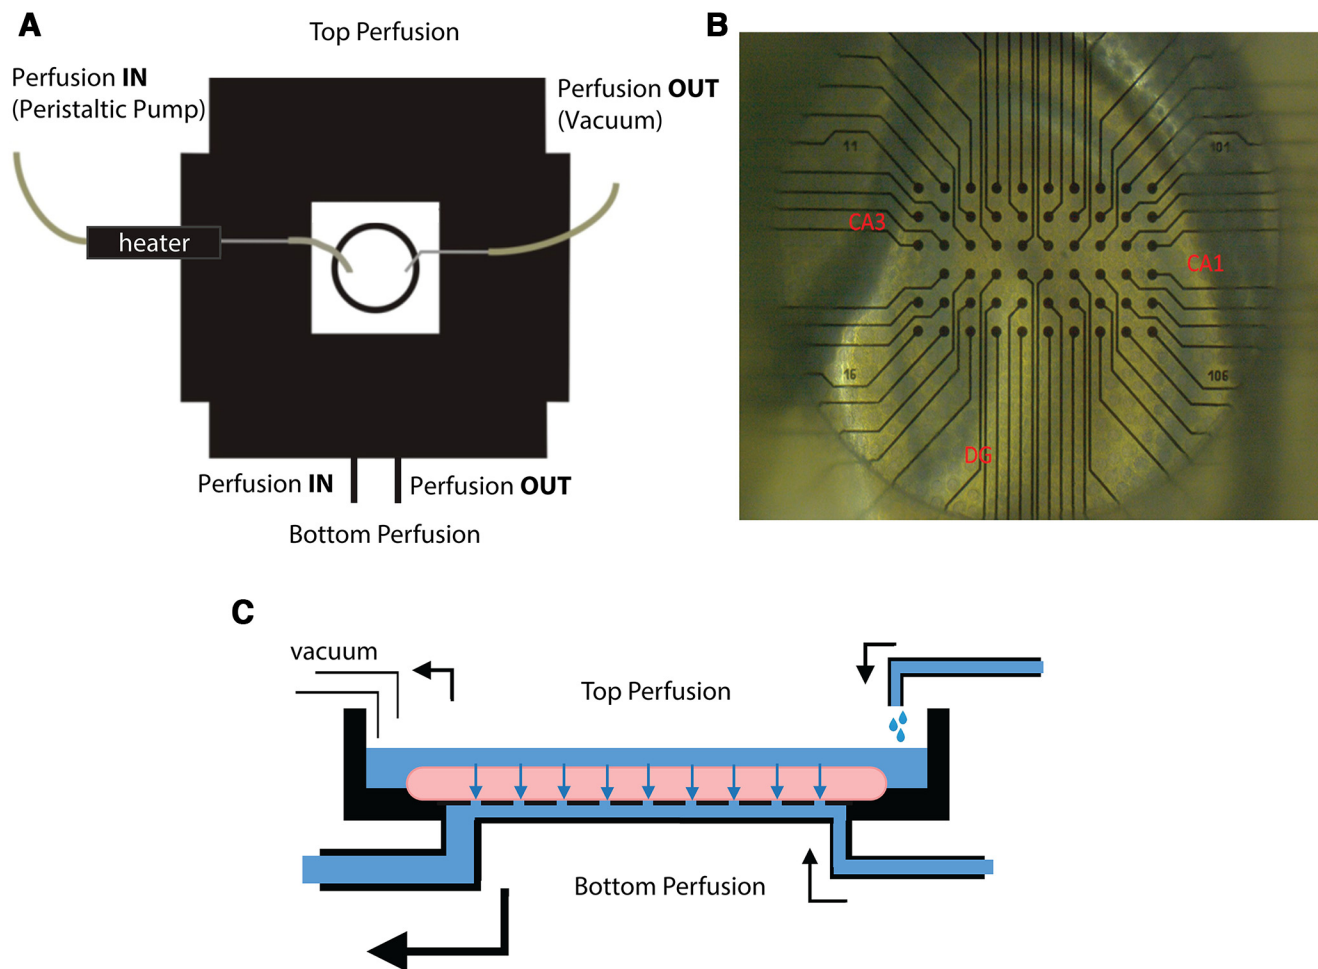 A
Top Perfusion
Perfusion IN
(Peristaltic Pump)
Perfusion OUT
(Vacuum)
heater
Perfusion IN
Perfusion OUT
Bottom Perfusion
B
11
101
CA3
CA1
16
106
DG
C
vacuum
Top Perfusion
Bottom Perfusion